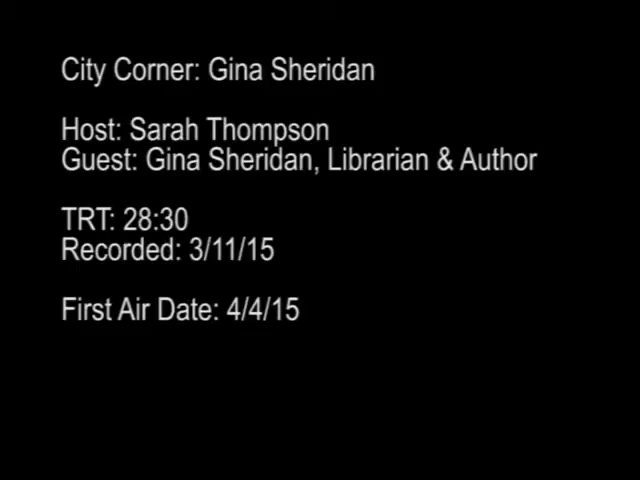 City Corner: Gina Sheridan
Host: Sarah Thompson
Guest: Gina Sheridan, Librarian & Author
TRT: 28:30
Recorded: 3/11/15
First Air Date: 4/4/15